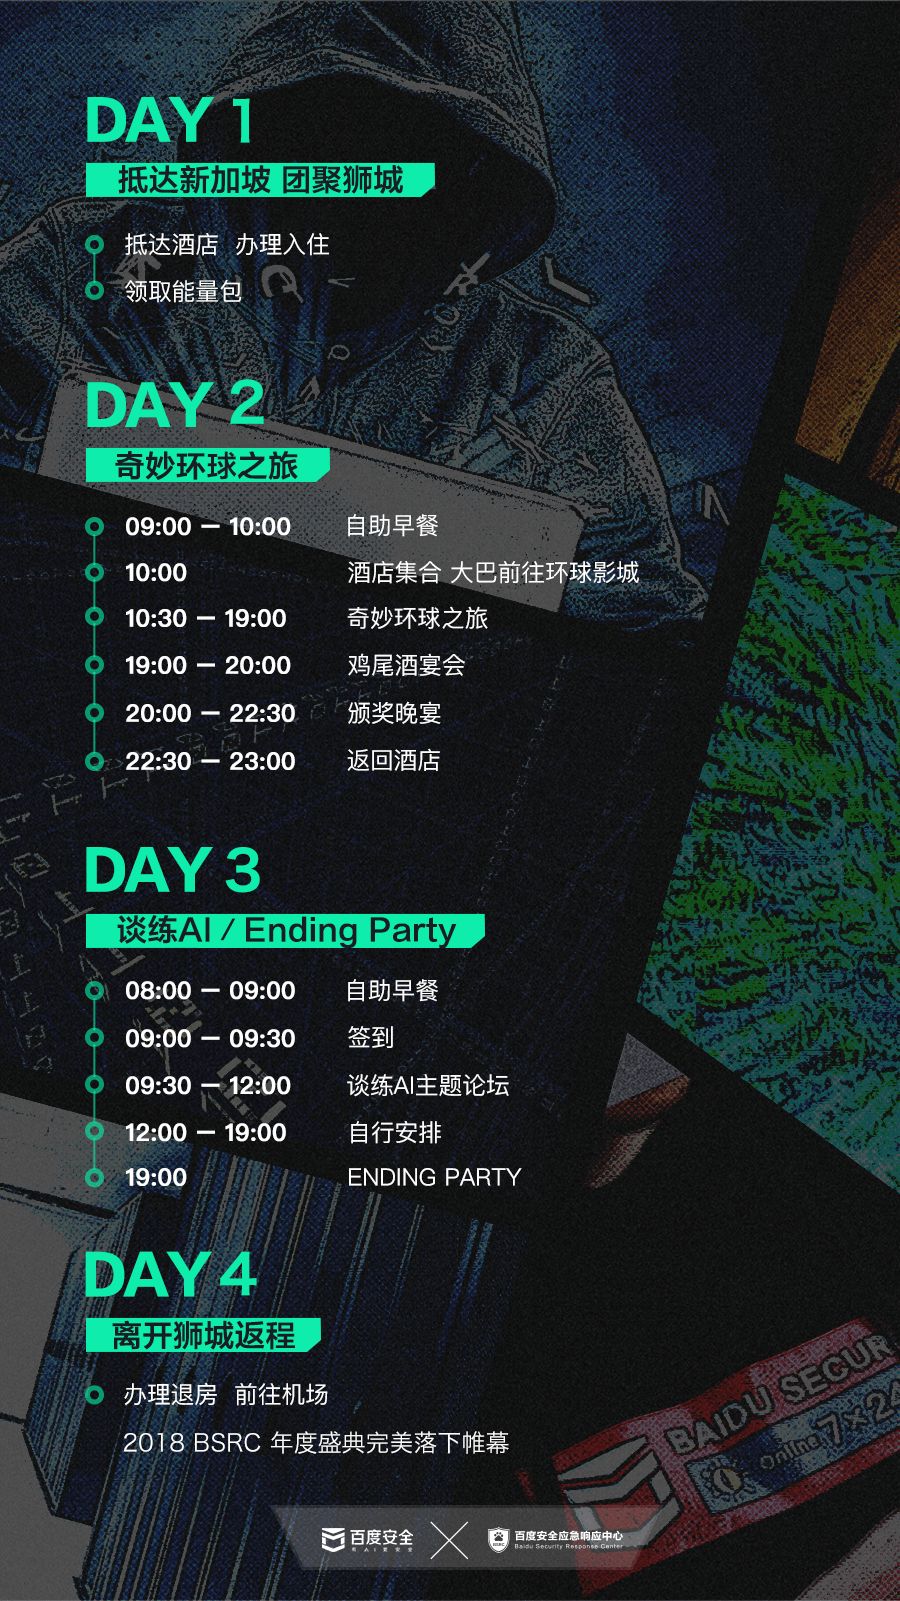 DAY 1
抵达新加坡 团聚狮城
抵达酒店 办理入住
领取能量包
DAY 2
奇妙环球之旅
09:00 — 10:00 自助早餐
10:00 酒店集合 大巴前往环球影城
10:30 — 19:00 奇妙环球之旅
19:00 — 20:00 鸡尾酒宴会
20:00 — 22:30 颁奖晚宴
22:30 — 23:00 返回酒店
DAY 3
谈练AI / Ending Party
08:00 — 09:00 自助早餐
09:00 — 09:30 签到
09:30 — 12:00 谈练AI主题论坛
12:00 — 19:00 自行安排
19:00 ENDING PARTY
DAY 4
离开狮城返程
办理退房 前往机场
2018 BSRC 年度盛典完美落下帷幕
BAIDU SECUR
Online 7×24
百度安全
有AI更安全
BSRC
百度安全应急响应中心
Baidu Security Response Center